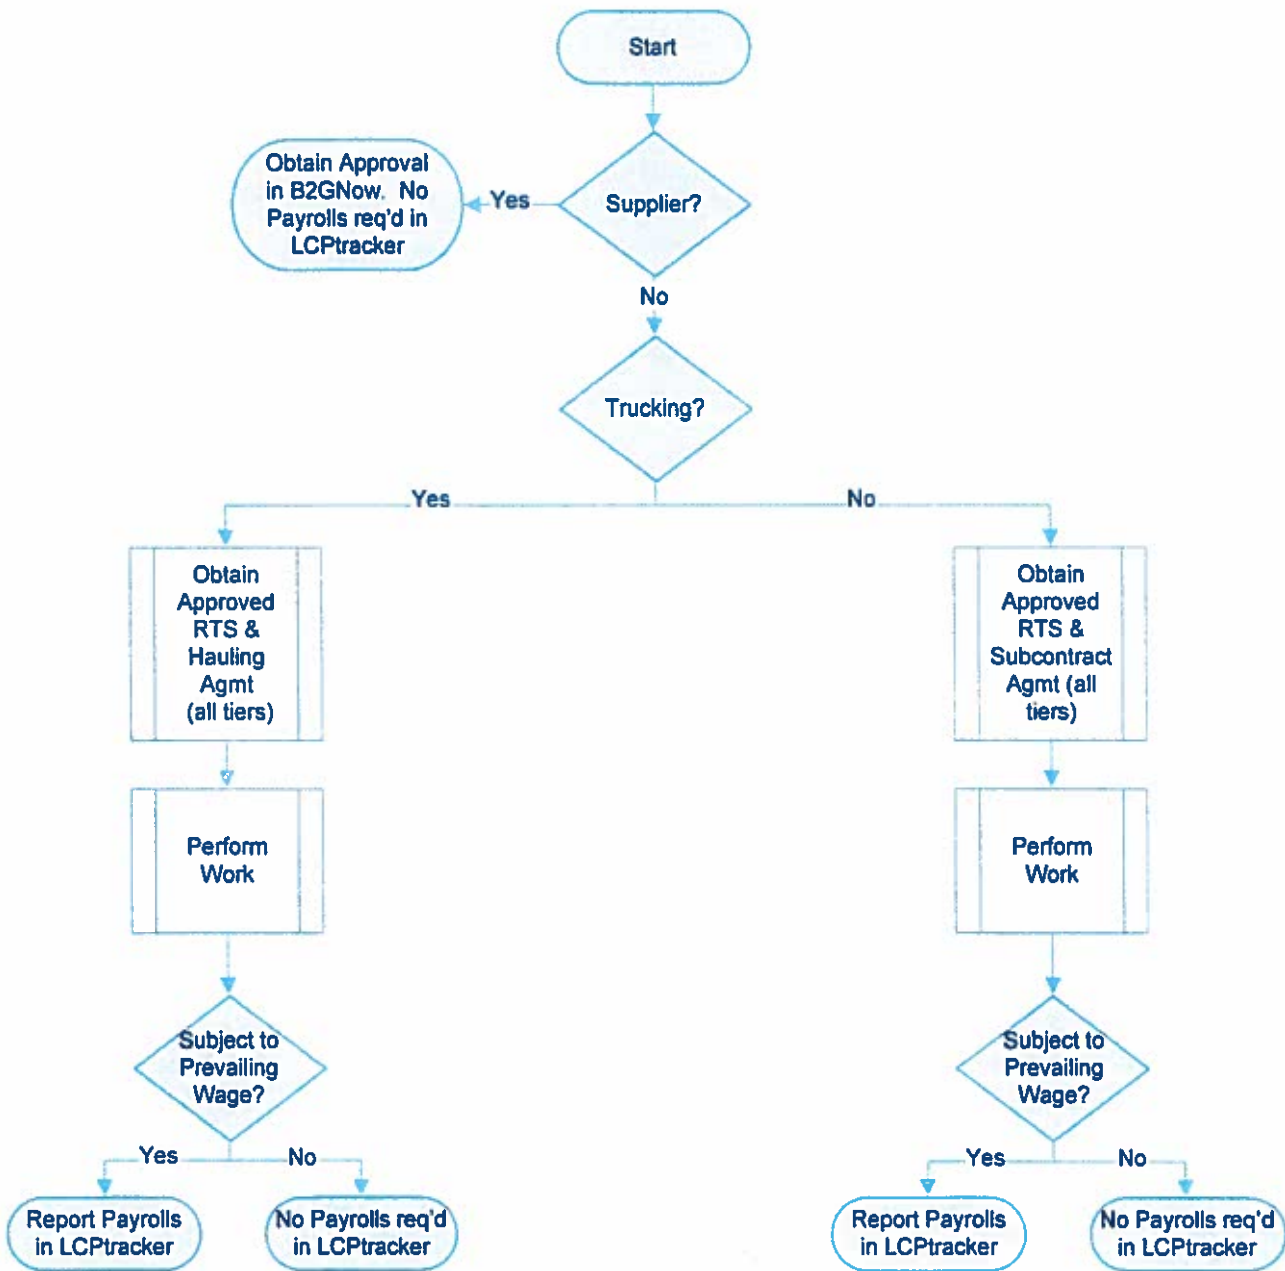 Start
Obtain Approval
in B2GNow.  No
Payrolls req'd in
LCPtracker
Yes
Supplier?
No
Trucking?
Yes
No
Obtain
Approved
RTS &
Hauling
Agmt
(all tiers)
Obtain
Approved
RTS &
Subcontract
Agmt (all
tiers)
Perform
Work
Perform
Work
Subject to
Prevailing
Wage?
Subject to
Prevailing
Wage?
Yes
No
Yes
No
Report Payrolls
in LCPtracker
No Payrolls req'd
in LCPtracker
Report Payrolls
in LCPtracker
No Payrolls req'd
in LCPtracker